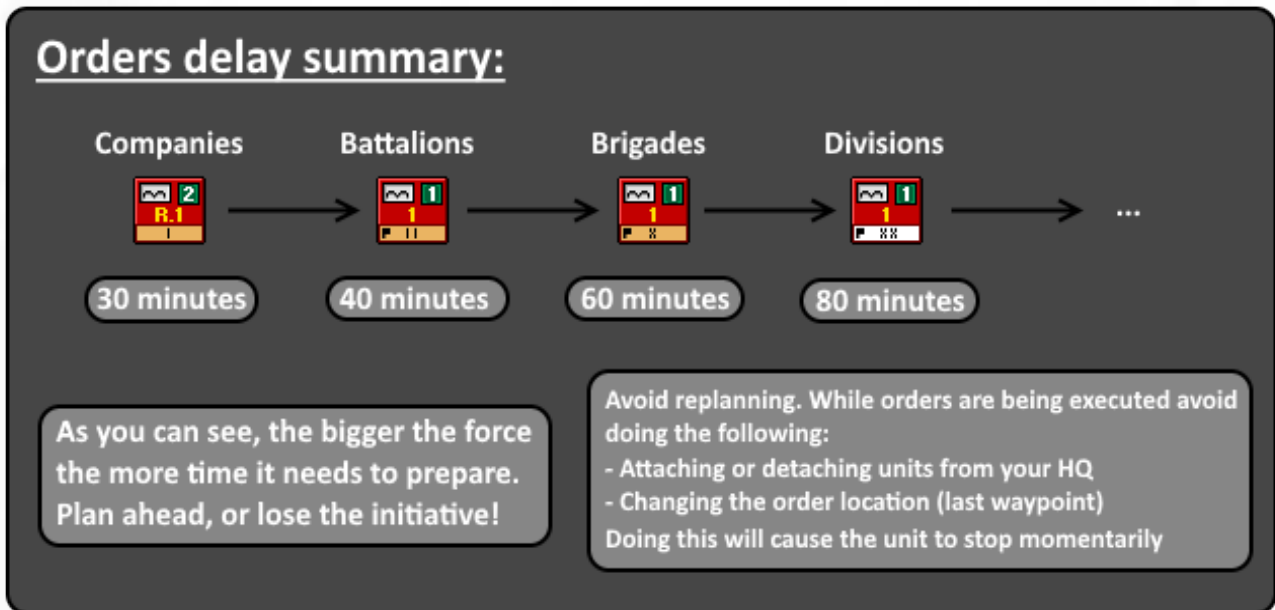 Orders delay summary:
Companies Battalions Brigades Divisions
2 1 1 1
R.1 1 1 1
I II X XX
...
30 minutes 40 minutes 60 minutes 80 minutes
As you can see, the bigger the force
the more time it needs to prepare.
Plan ahead, or lose the initiative!
Avoid replanning. While orders are being executed avoid
doing the following:
- Attaching or detaching units from your HQ
- Changing the order location (last waypoint)
Doing this will cause the unit to stop momentarily